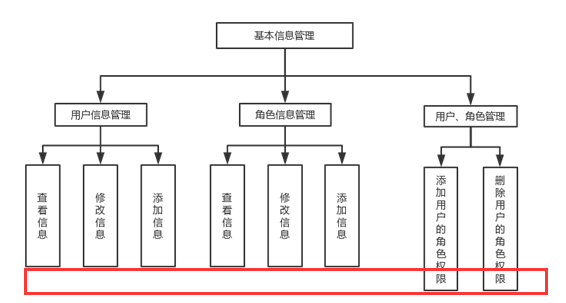 基本信息管理
用户信息管理
角色信息管理
用户、角色管理
查看信息
修改信息
添加信息
查看信息
修改信息
添加信息
添加用户的角色权限
删除用户的角色权限